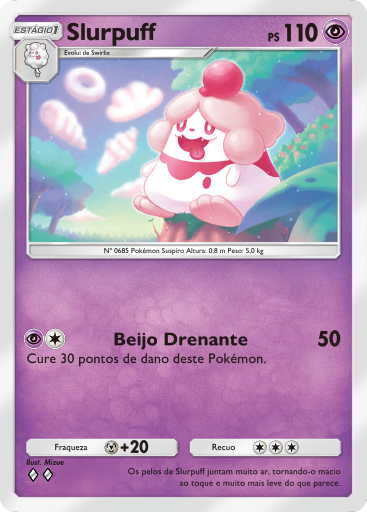 ESTÁGIO 1
Slurpuff
PS 110
Evolui de Swirlix
Nº 0685 Pokémon Suspiro Altura: 0,8 m Peso: 5,0 kg
Beijo Drenante 50
Cure 30 pontos de dano deste Pokémon.
Fraqueza +20
Recuo
Ilust. Mizue
Os pelos de Slurpuff juntam muito ar, tornando-o macio
ao toque e muito mais leve do que parece.